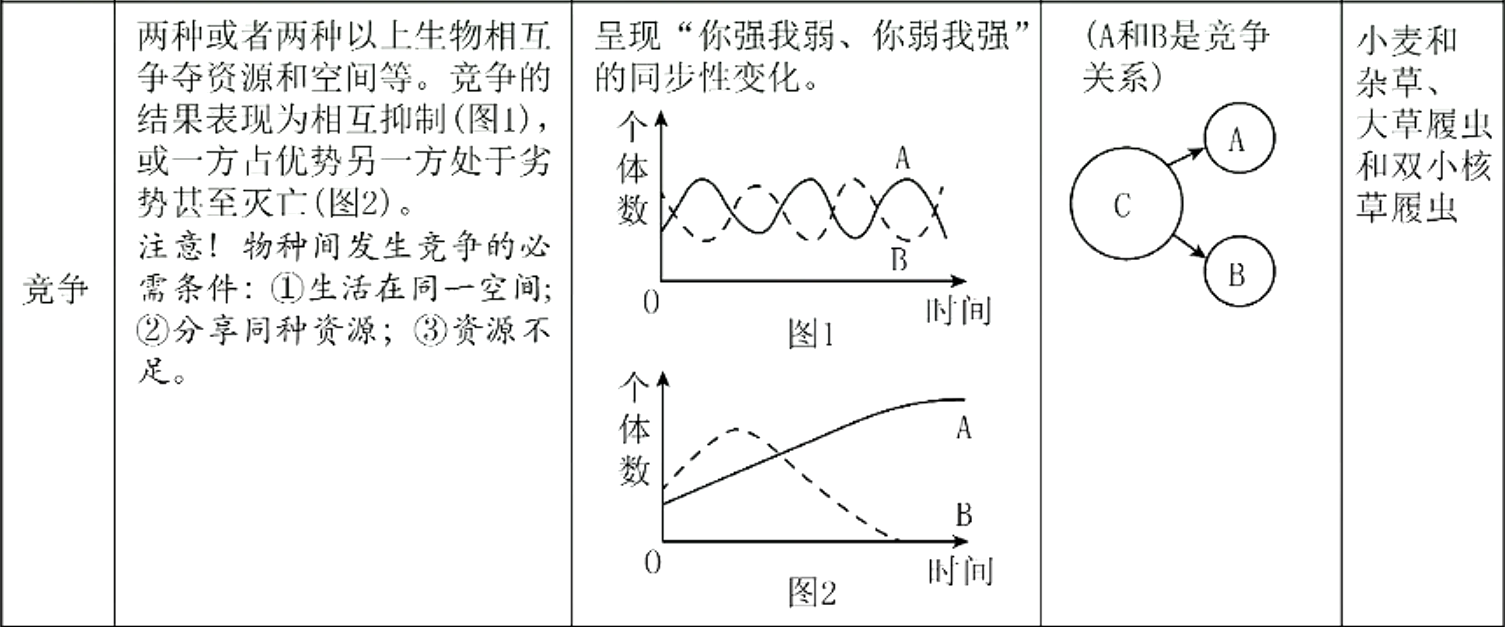 竞争
两种或者两种以上生物相互
争夺资源和空间等。竞争的
结果表现为相互抑制(图1)，
或一方占优势另一方处于劣
势甚至灭亡(图2)。
注意！物种间发生竞争的必
需条件：①生活在同一空间；
②分享同种资源；③资源不
足。
呈现“你强我弱、你弱我强”
的同步性变化。
个
体
数
A
B
0
时间
图1
个
体
数
A
B
0
时间
图2
(A和B是竞争
关系)
A
C
B
小麦和
杂草、
大草履虫
和双小核
草履虫